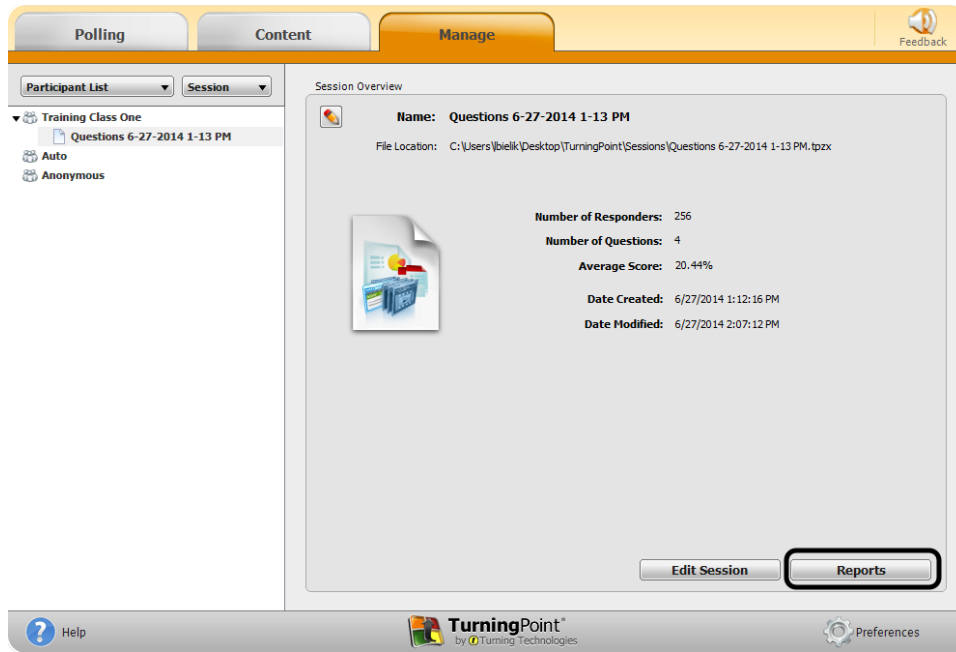 Polling
Content
Manage
Feedback
Participant List
Session
Training Class One
Questions 6-27-2014 1-13 PM
Auto
Anonymous
Session Overview
Name: Questions 6-27-2014 1-13 PM
File Location: C:\Users\lbielik\Desktop\TurningPoint\Sessions\Questions 6-27-2014 1-13 PM.tpzx
Number of Responders: 256
Number of Questions: 4
Average Score: 20.44%
Date Created: 6/27/2014 1:12:16 PM
Date Modified: 6/27/2014 2:07:12 PM
Edit Session
Reports
? Help
TurningPoint®
by Turning Technologies
Preferences